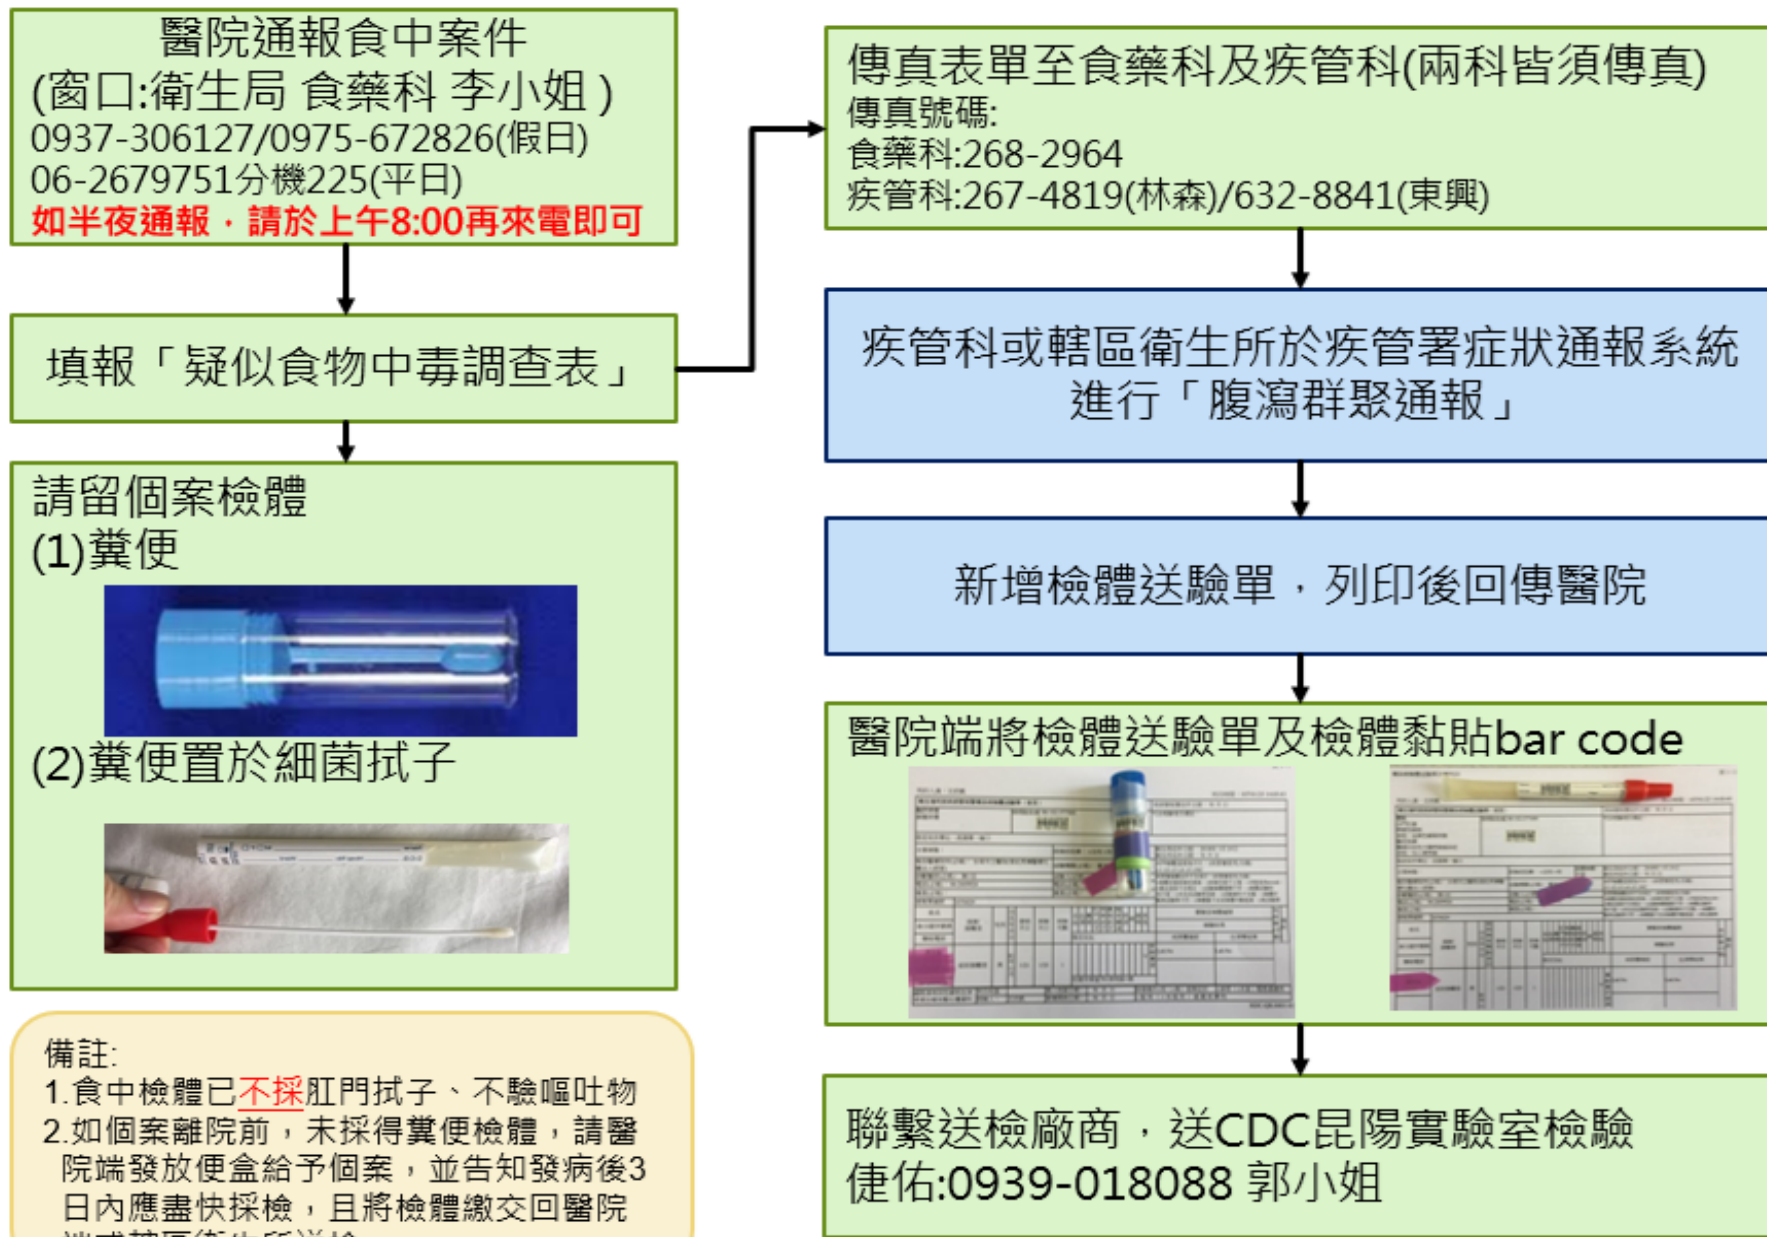 醫院通報食中案件
(窗口:衛生局 食藥科 李小姐 )
0937-306127/0975-672826(假日)
06-2679751分機225(平日)
如半夜通報，請於上午8:00再來電即可
填報「疑似食物中毒調查表」
請留個案檢體
(1)糞便
(2)糞便置於細菌拭子
備註:
1.食中檢體已不採肛門拭子、不驗嘔吐物
2.如個案離院前，未採得糞便檢體，請醫
院端發放便盒給予個案，並告知發病後3
日內應盡快採檢，且將檢體繳交回醫院
傳真表單至食藥科及疾管科(兩科皆須傳真)
傳真號碼:
食藥科:268-2964
疾管科:267-4819(林森)/632-8841(東興)
疾管科或轄區衛生所於疾管署症狀通報系統
進行「腹瀉群聚通報」
新增檢體送驗單，列印後回傳醫院
醫院端將檢體送驗單及檢體黏貼bar code
聯繫送檢廠商，送CDC昆陽實驗室檢驗
倢佑:0939-018088 郭小姐